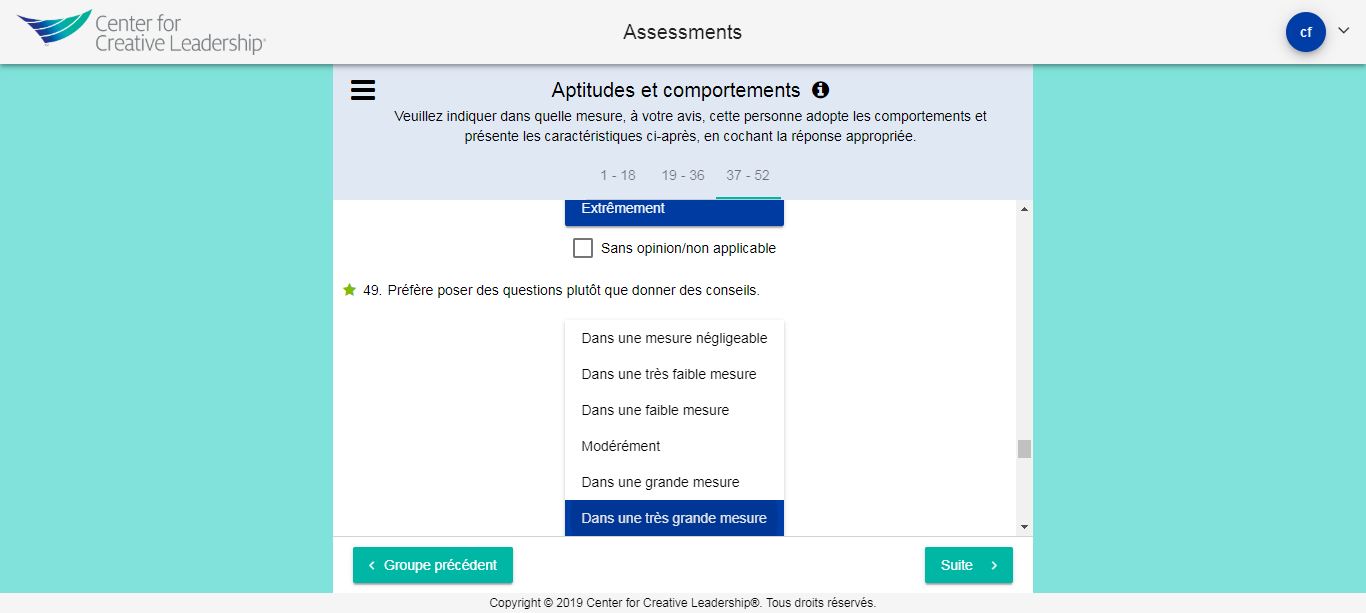 Center for
Creative Leadership®
Assessments
cf
Aptitudes et comportements
Veuillez indiquer dans quelle mesure, à votre avis, cette personne adopte les comportements et
présente les caractéristiques ci-après, en cochant la réponse appropriée.
1 - 18 19 - 36 37 - 52
Extrêmement
Sans opinion/non applicable
49. Préfère poser des questions plutôt que donner des conseils.
Dans une mesure négligeable
Dans une très faible mesure
Dans une faible mesure
Modérément
Dans une grande mesure
Dans une très grande mesure
Groupe précédent
Suite
Copyright © 2019 Center for Creative Leadership®. Tous droits réservés.